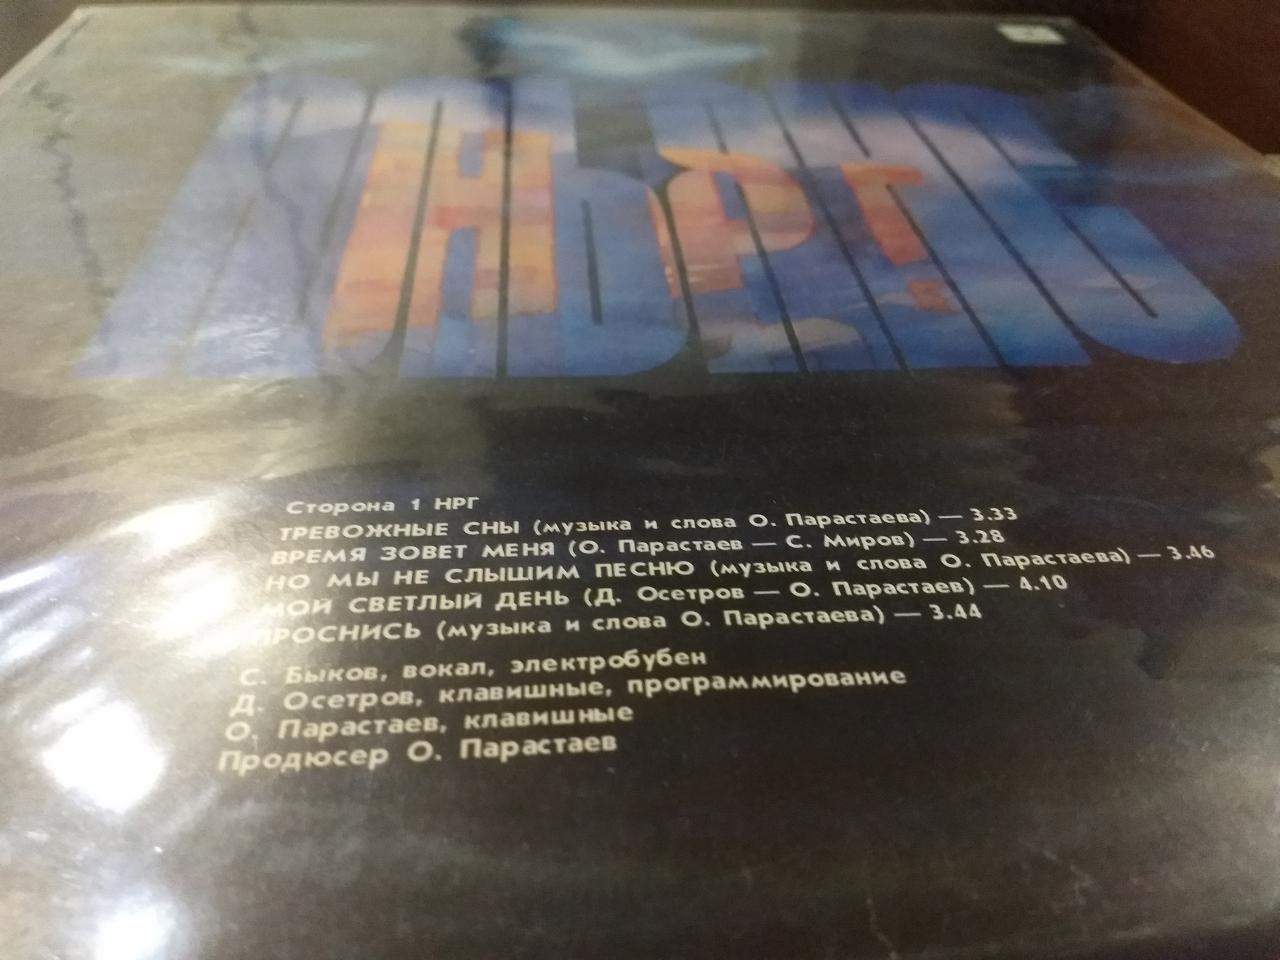 НРГ
Сторона 1 НРГ
ТРЕВОЖНЫЕ СНЫ (музыка и слова О. Парастаева) — 3.33
ВРЕМЯ ЗОВЕТ МЕНЯ (О. Парастаев — С. Миров) — 3.28
НО МЫ НЕ СЛЫШИМ ПЕСНЮ (музыка и слова О. Парастаева) — 3.46
МОЙ СВЕТЛЫЙ ДЕНЬ (Д. Осетров — О. Парастаев) — 4.10
ПРОСНИСЬ (музыка и слова О. Парастаева) — 3.44
С. Быков, вокал, электробубен
Д. Осетров, клавишные, программирование
О. Парастаев, клавишные
Продюсер О. Парастаев